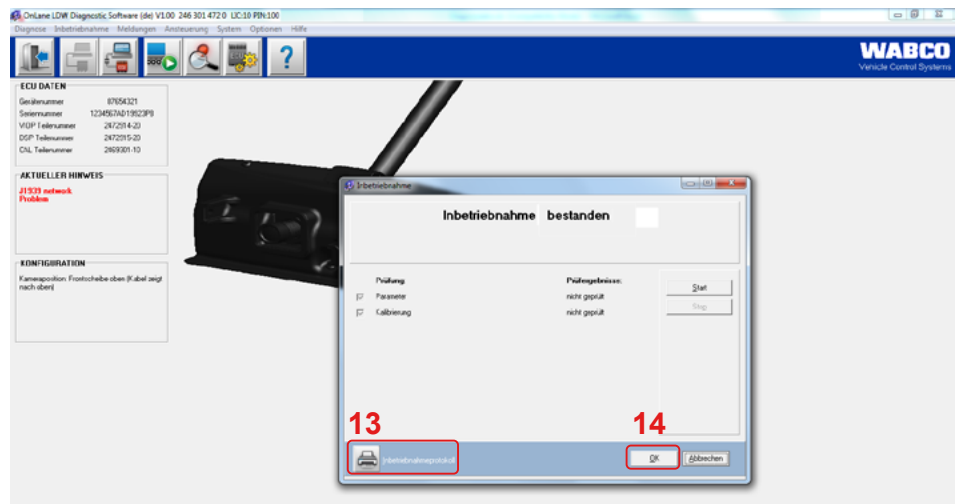 OnLane LDW Diagnostic Software (de) V1.00 246 301 472 0 LIC:10 PIN:100
Diagnose Inbetriebnahme Meldungen Ansteuerung System Optionen Hilfe
WABCO
Vehicle Control Systems
ECU DATEN
Gerätenummer 87654321
Seriennummer 1234567AD19823P8
VIOP Teilenummer 2472914-20
DSP Teilenummer 2472915-20
CNL Teilenummer 2469301-10
AKTUELLER HINWEIS
J1939 network
Problem
KONFIGURATION
Kameraposition: Frontscheibe oben (Kabel zeigt
nach oben)
Inbetriebnahme
Inbetriebnahme bestanden
Prüfung Prüfergebnisse:
Parameter nicht geprüft
Kalibrierung nicht geprüft
Start
Stop
13
14
Inbetriebnahmeprotokoll
OK
Abbrechen